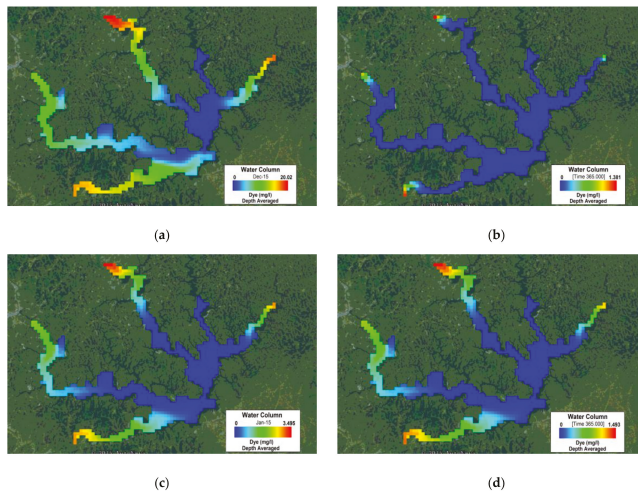 Water Column
Dec-15
0 20.02
Dye (mg/l)
Depth Averaged
Water Column
0 [Time 365.000] 1.381
Dye (mg/l)
Depth Averaged
(a) (b)
Water Column
Jan-15
0 3.495
Dye (mg/l)
Depth Averaged
Water Column
0 [Time 365.000] 1.493
Dye (mg/l)
Depth Averaged
(c) (d)